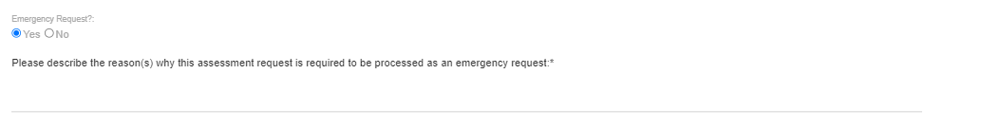 Emergency Request?:
Yes No
Please describe the reason(s) why this assessment request is required to be processed as an emergency request:*